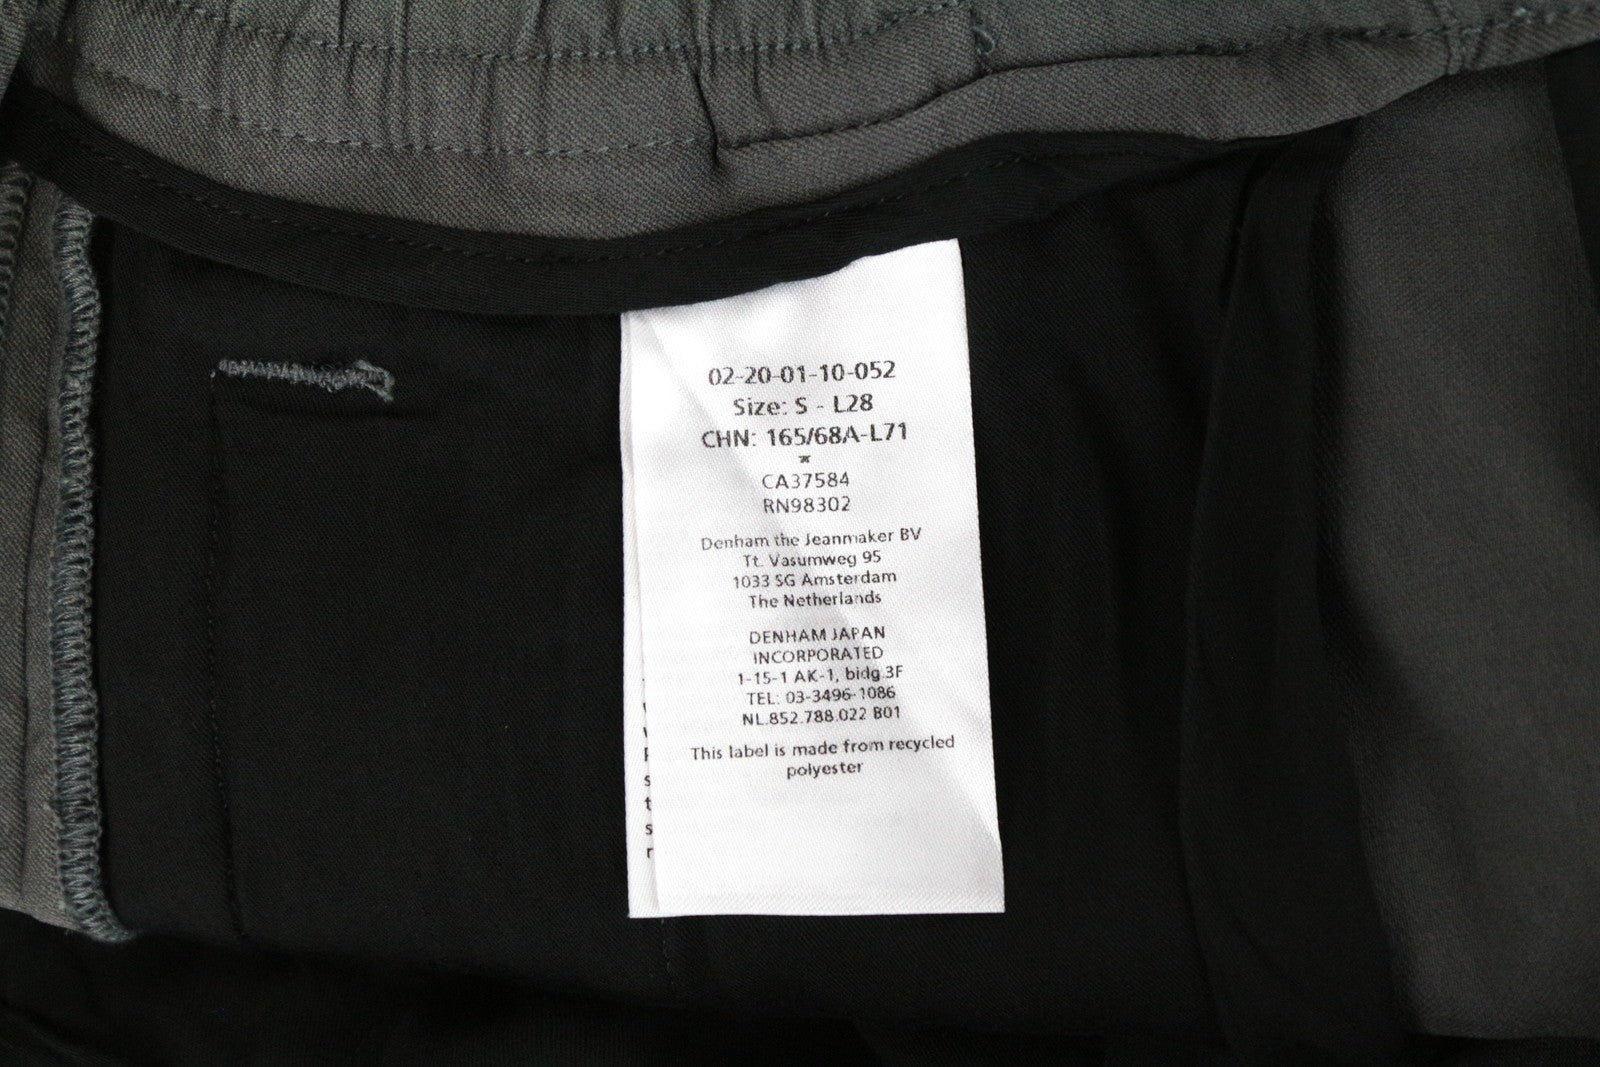 02-20-01-10-052
Size: S - L28
CHN: 165/68A-L71
CA37584
RN98302
Denham the Jeanmaker BV
Tt. Vasumweg 95
1033 SG Amsterdam
The Netherlands
DENHAM JAPAN
INCORPORATED
1-15-1 AK-1, bidg.3F
TEL: 03-3496-1086
NL.852.788.022 B01
This label is made from recycled
polyester